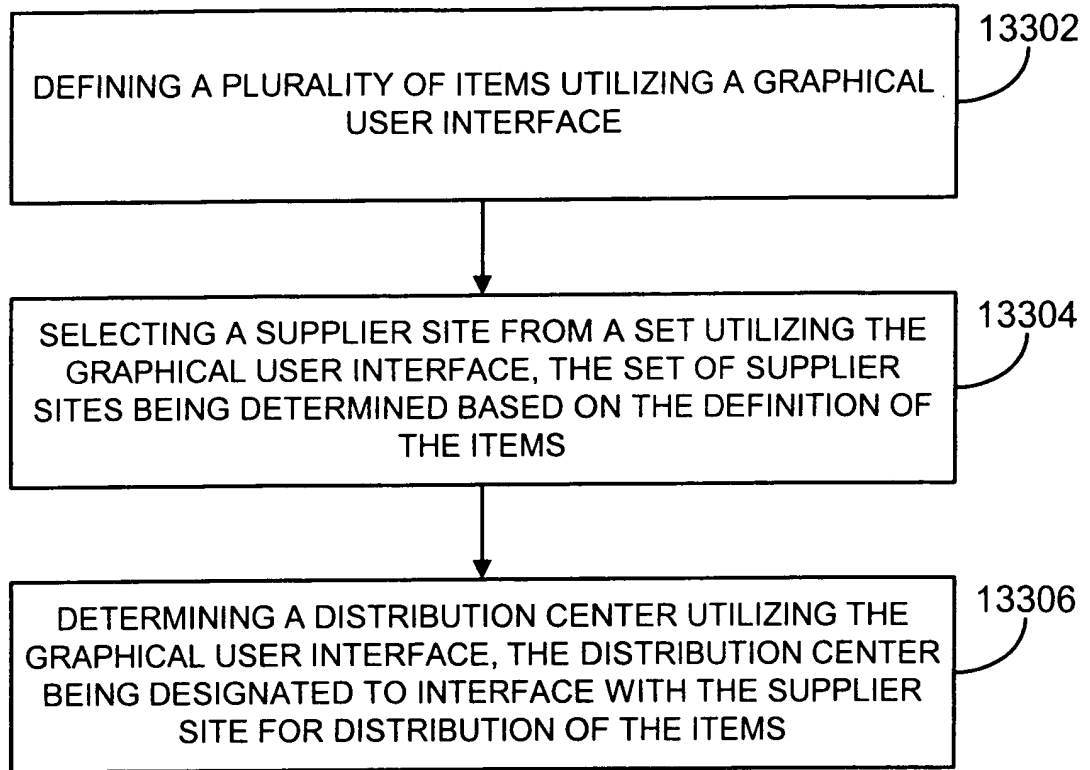 13302
DEFINING A PLURALITY OF ITEMS UTILIZING A GRAPHICAL
USER INTERFACE
13304
SELECTING A SUPPLIER SITE FROM A SET UTILIZING THE
GRAPHICAL USER INTERFACE, THE SET OF SUPPLIER
SITES BEING DETERMINED BASED ON THE DEFINITION OF
THE ITEMS
13306
DETERMINING A DISTRIBUTION CENTER UTILIZING THE
GRAPHICAL USER INTERFACE, THE DISTRIBUTION CENTER
BEING DESIGNATED TO INTERFACE WITH THE SUPPLIER
SITE FOR DISTRIBUTION OF THE ITEMS